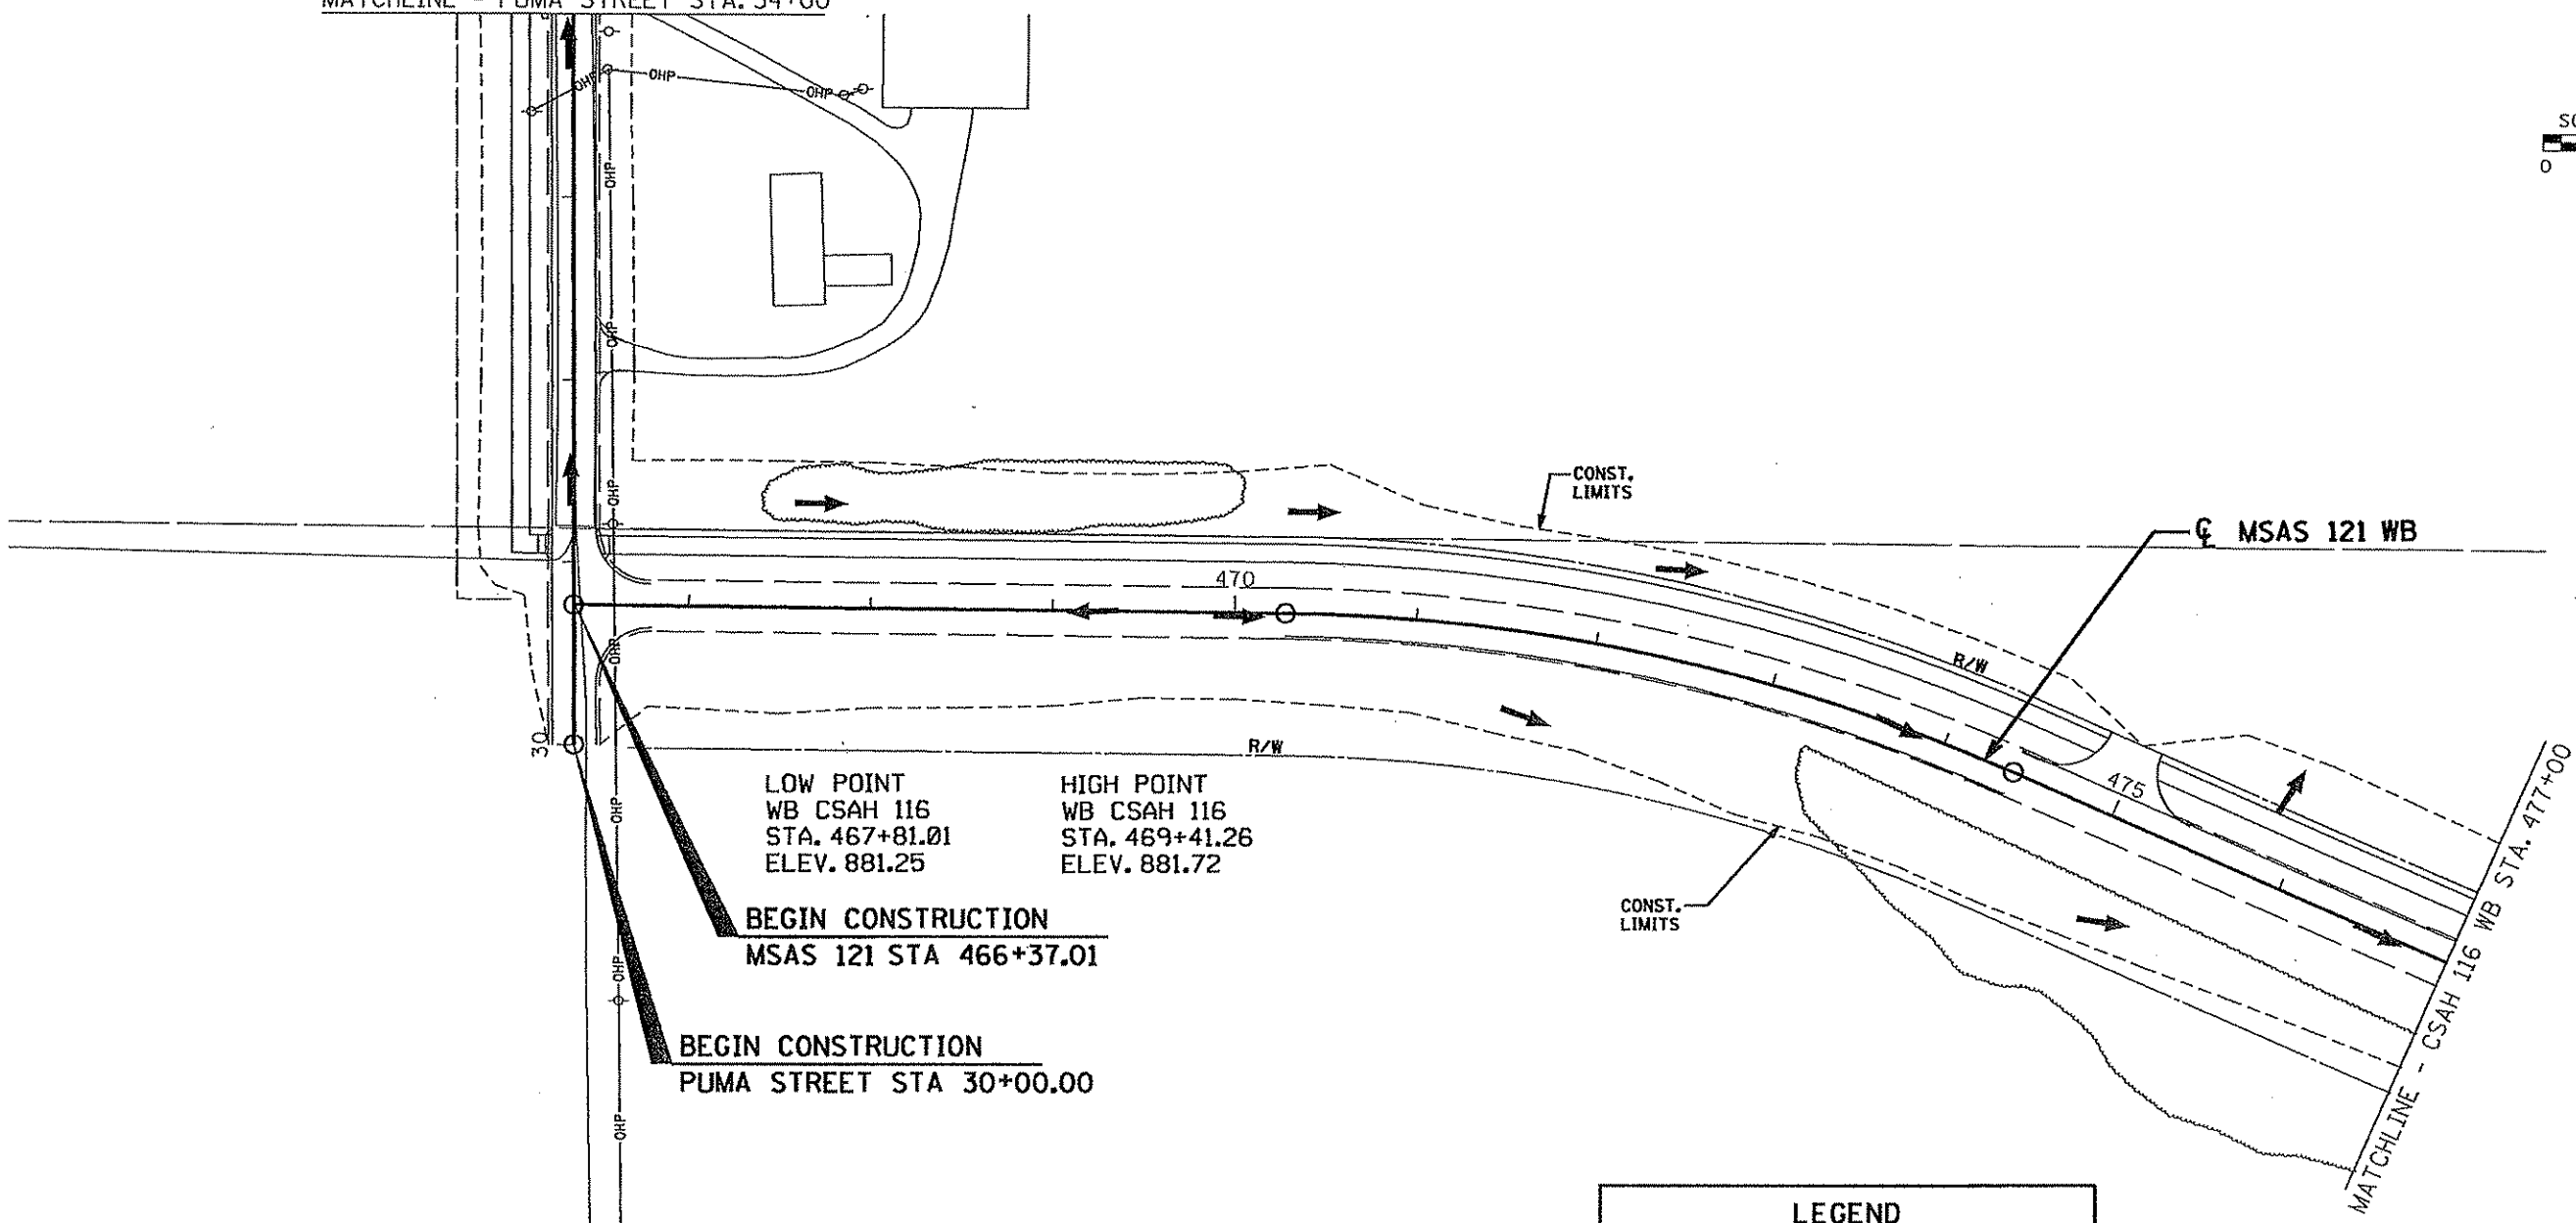 MATCHLINE - PUMA STREET STA. 34+00
OHP
OHP
OHP
OHP
OHP
OHP
OHP
OHP
OHP
OHP
0
CONST.
LIMITS
℄ MSAS 121 WB
470
R/W
30
R/W
475
LOW POINT
WB CSAH 116
STA. 467+81.01
ELEV. 881.25
HIGH POINT
WB CSAH 116
STA. 469+41.26
ELEV. 881.72
CONST.
LIMITS
BEGIN CONSTRUCTION
MSAS 121 STA 466+37.01
BEGIN CONSTRUCTION
PUMA STREET STA 30+00.00
MATCHLINE - CSAH 116 WB STA. 477+00
LEGEND